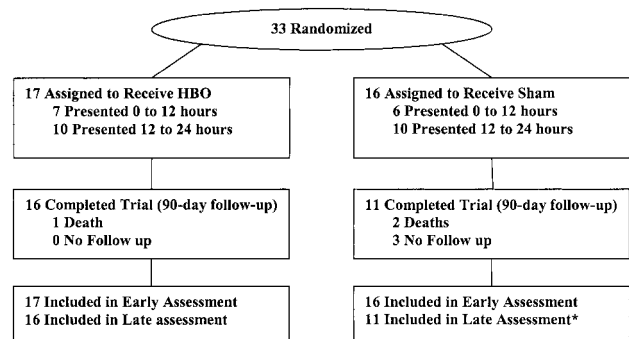 33 Randomized
17 Assigned to Receive HBO
7 Presented 0 to 12 hours
10 Presented 12 to 24 hours
16 Assigned to Receive Sham
6 Presented 0 to 12 hours
10 Presented 12 to 24 hours
16 Completed Trial (90-day follow-up)
1 Death
0 No Follow up
11 Completed Trial (90-day follow-up)
2 Deaths
3 No Follow up
17 Included in Early Assessment
16 Included in Late assessment
16 Included in Early Assessment
11 Included in Late Assessment*